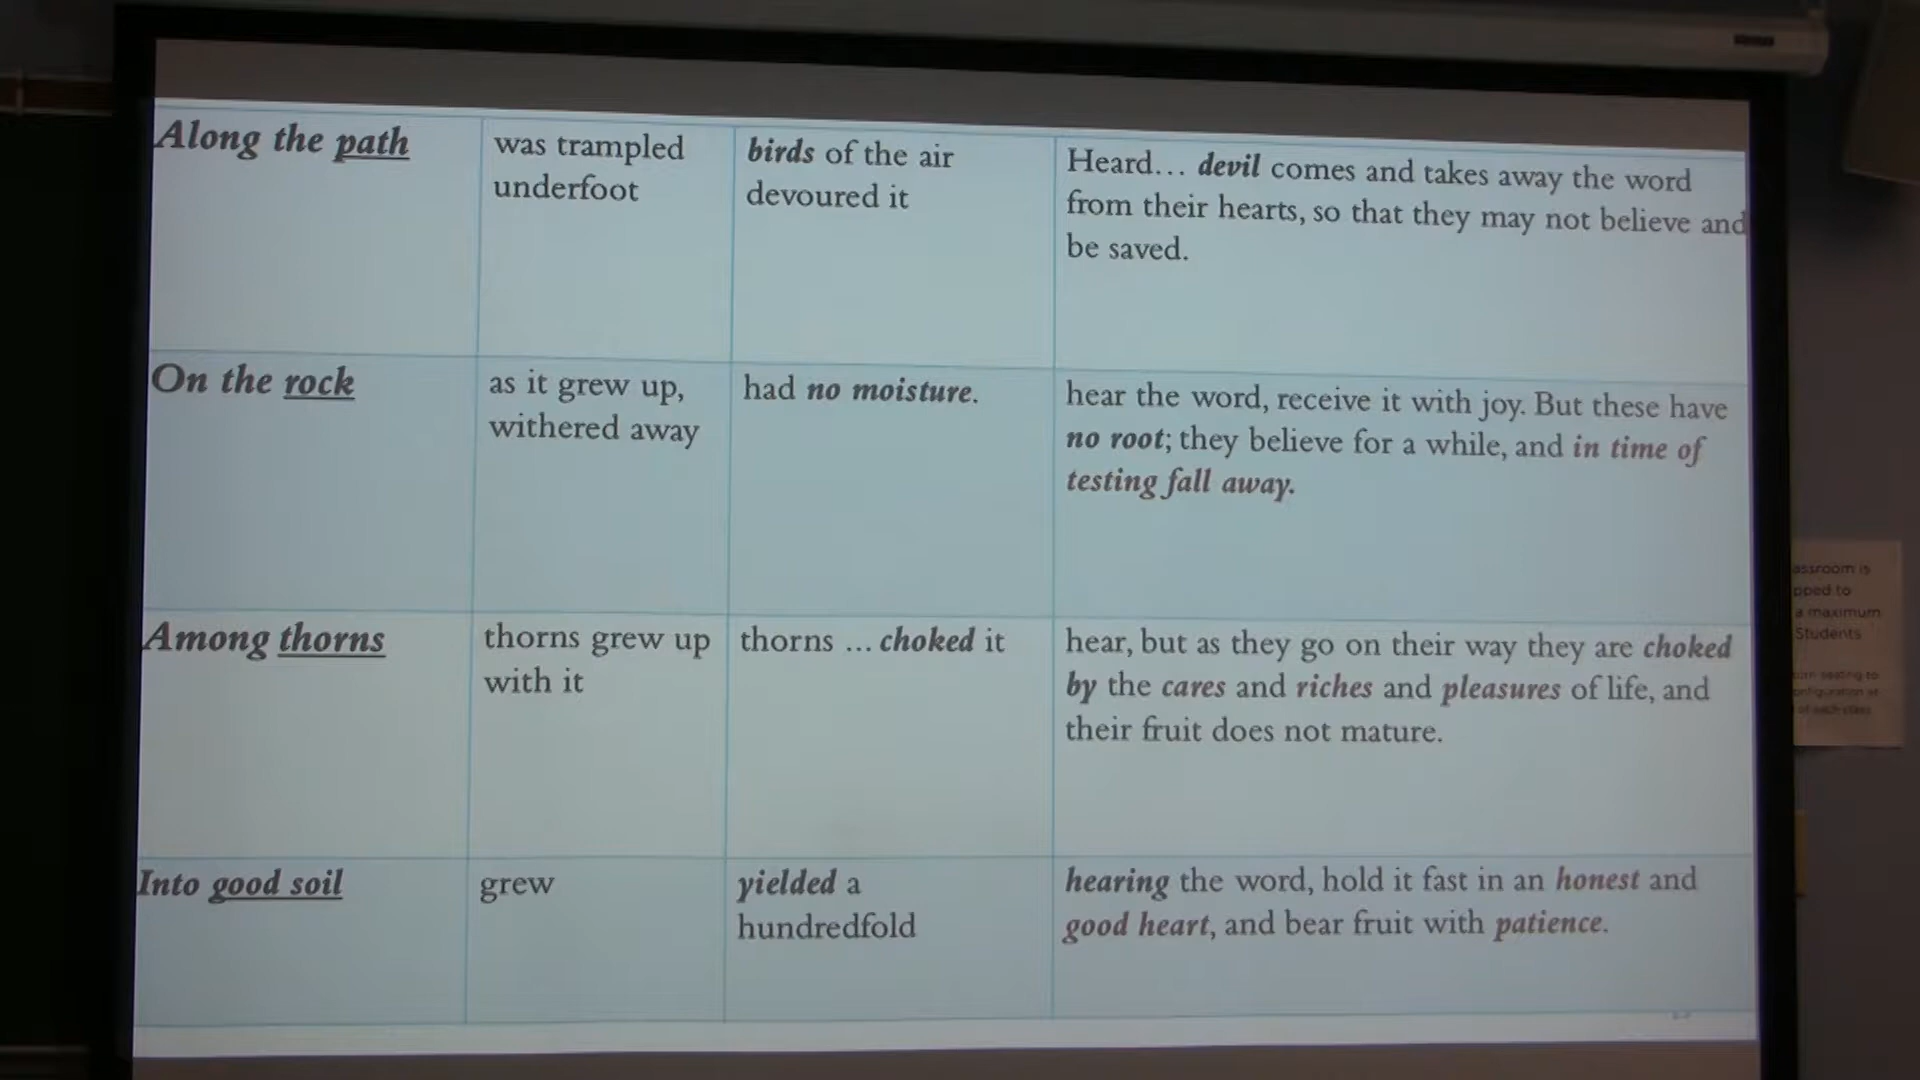 Along the path
was trampled
underfoot
birds of the air
devoured it
Heard... devil comes and takes away the word
from their hearts, so that they may not believe and
be saved.
On the rock
as it grew up,
withered away
had no moisture.
hear the word, receive it with joy. But these have
no root; they believe for a while, and in time of
testing fall away.
Among thorns
thorns grew up
with it
thorns ... choked it
hear, but as they go on their way they are choked
by the cares and riches and pleasures of life, and
their fruit does not mature.
Into good soil
grew
yielded a
hundredfold
hearing the word, hold it fast in an honest and
good heart, and bear fruit with patience.
assroom is
pped to
a maximum
Students